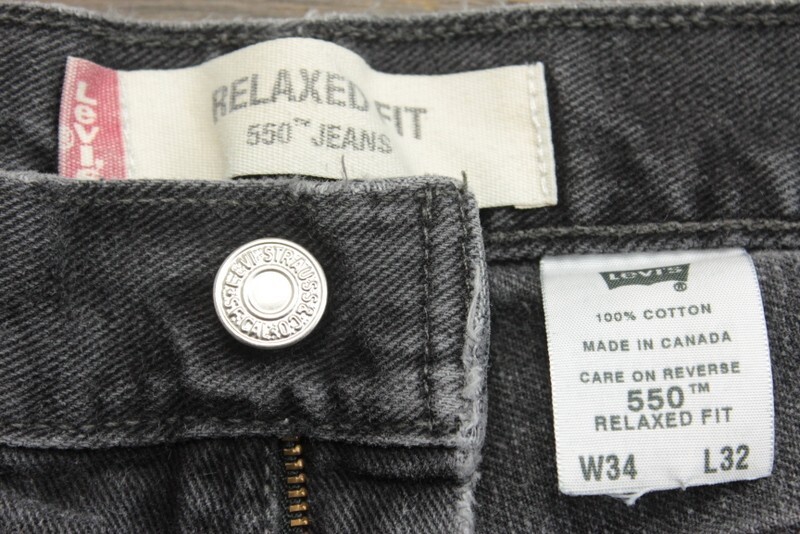 Levi's
RELAXED FIT
550™ JEANS
LEVI STRAUSS & CO.
S.F. CAL.
Levi's
®
100% COTTON
MADE IN CANADA
CARE ON REVERSE
550™
RELAXED FIT
W34 L32